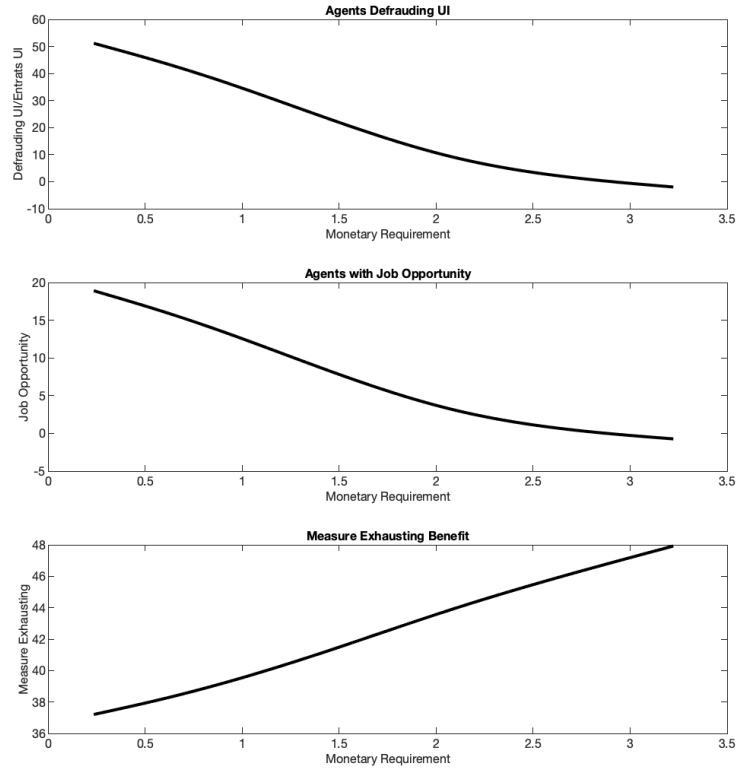 Agents Defrauding UI
60
50
40
30
20
10
0
-10
Defrauding UI/Entrats UI
0 0.5 1 1.5 2 2.5 3 3.5
Monetary Requirement
Agents with Job Opportunity
20
15
10
5
0
-5
Job Opportunity
0 0.5 1 1.5 2 2.5 3 3.5
Monetary Requirement
Measure Exhausting Benefit
48
46
44
42
40
38
36
Measure Exhausting
0 0.5 1 1.5 2 2.5 3 3.5
Monetary Requirement